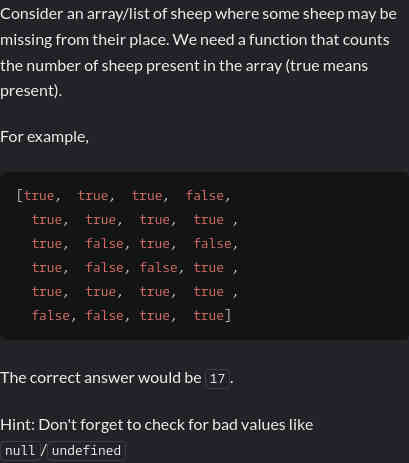 Consider an array/list of sheep where some sheep may be
missing from their place. We need a function that counts
the number of sheep present in the array (true means
present).
For example,
[true,  true,  true,  false,
  true,  true,  true,  true ,
  true,  false, true,  false,
  true,  false, false, true ,
  true,  true,  true,  true ,
  false, false, true,  true]
The correct answer would be 17.
Hint: Don't forget to check for bad values like
null/undefined